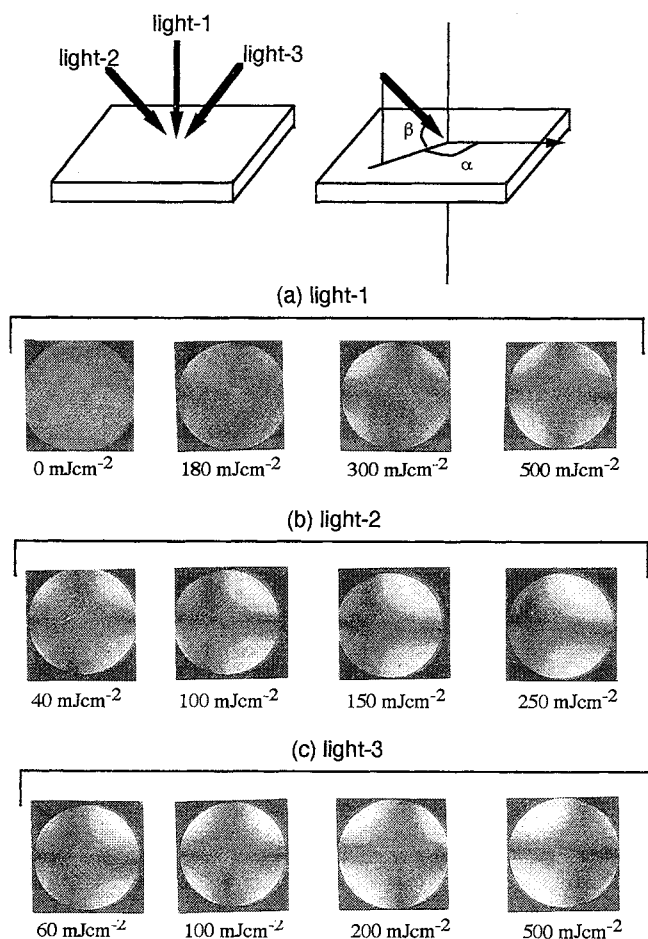 light-1
light-2
light-3
β
α
(a) light-1
0 mJcm-2
180 mJcm-2
300 mJcm-2
500 mJcm-2
(b) light-2
40 mJcm-2
100 mJcm-2
150 mJcm-2
250 mJcm-2
(c) light-3
60 mJcm-2
100 mJcm-2
200 mJcm-2
500 mJcm-2